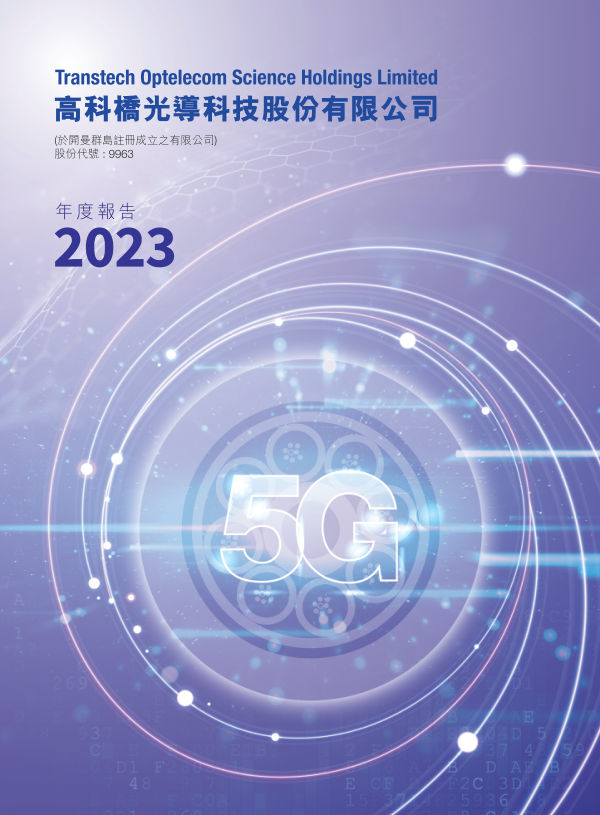 Transtech Optelecom Science Holdings Limited
高科橋光導科技股份有限公司
(於開曼群島註冊成立之有限公司)
股份代號 : 9963
年度報告
2023
5G